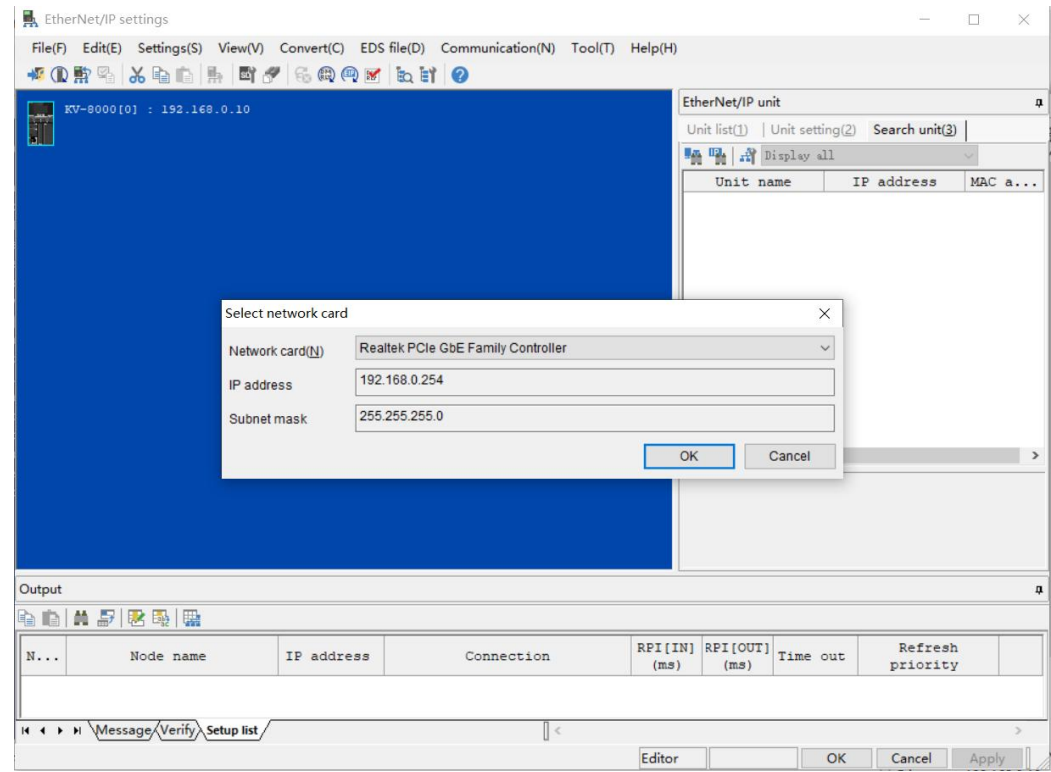 EtherNet/IP settings
File(F) Edit(E) Settings(S) View(V) Convert(C) EDS file(D) Communication(N) Tool(T) Help(H)
KV-8000[0] : 192.168.0.10
EtherNet/IP unit
Unit list(1) Unit setting(2) Search unit(3)
Display all
Unit name IP address MAC a...
Select network card
Network card(N) Realtek PCIe GbE Family Controller
IP address 192.168.0.254
Subnet mask 255.255.255.0
OK Cancel
Output
N... Node name IP address Connection RPI[IN] (ms) RPI[OUT] (ms) Time out Refresh priority
Message Verify Setup list
Editor OK Cancel Apply